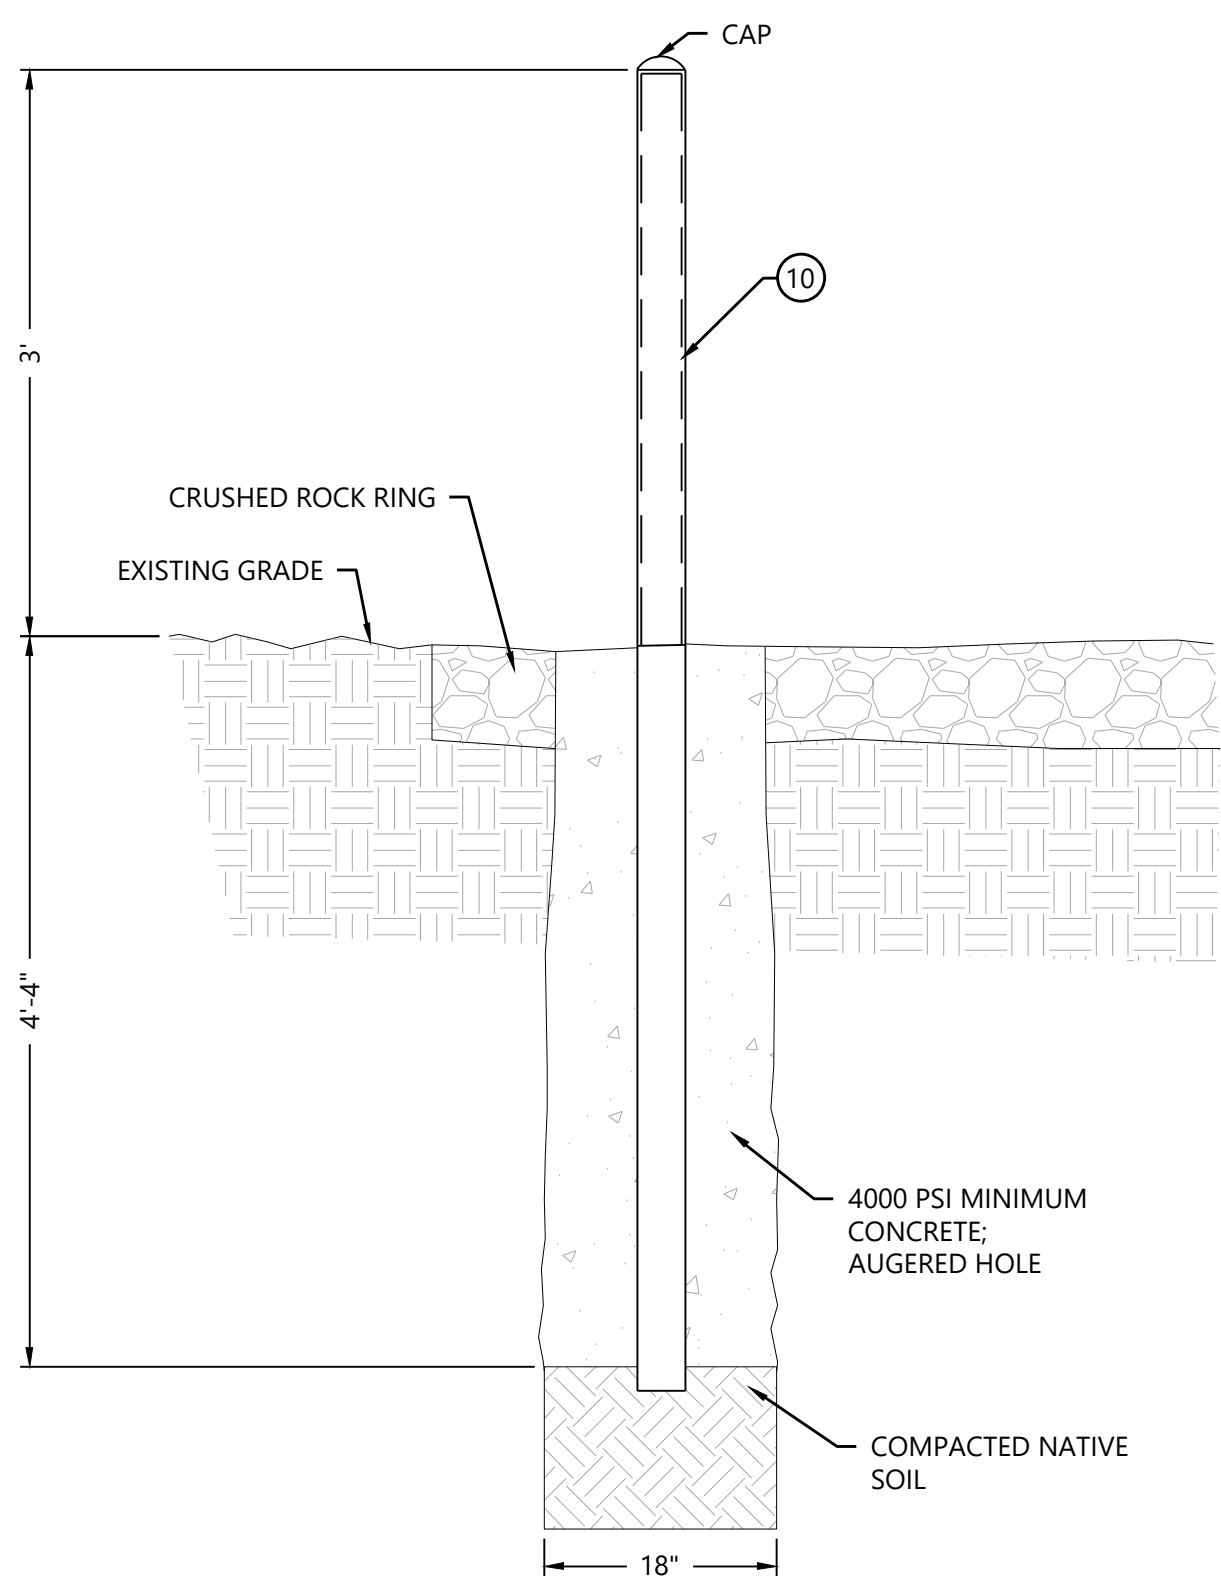 CAP
10
3'
CRUSHED ROCK RING
EXISTING GRADE
4'-4"
4000 PSI MINIMUM
CONCRETE;
AUGERED HOLE
COMPACTED NATIVE
SOIL
18"